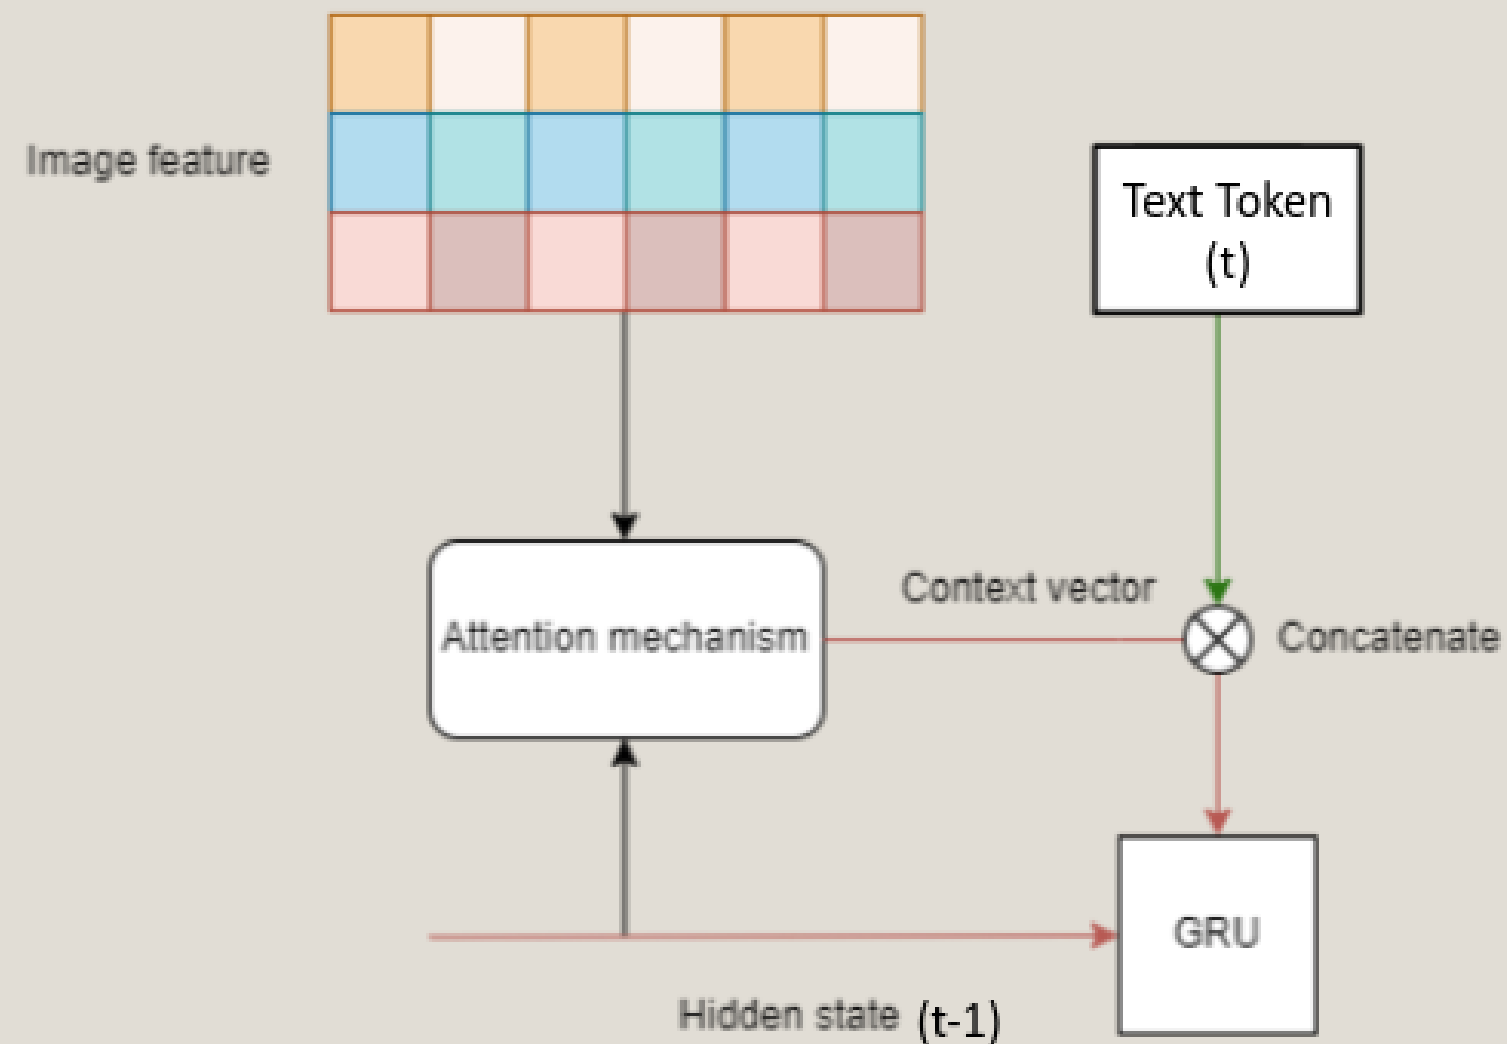 Image feature
Text Token
(t)
Context vector
Attention mechanism
Concatenate
GRU
Hidden state (t-1)